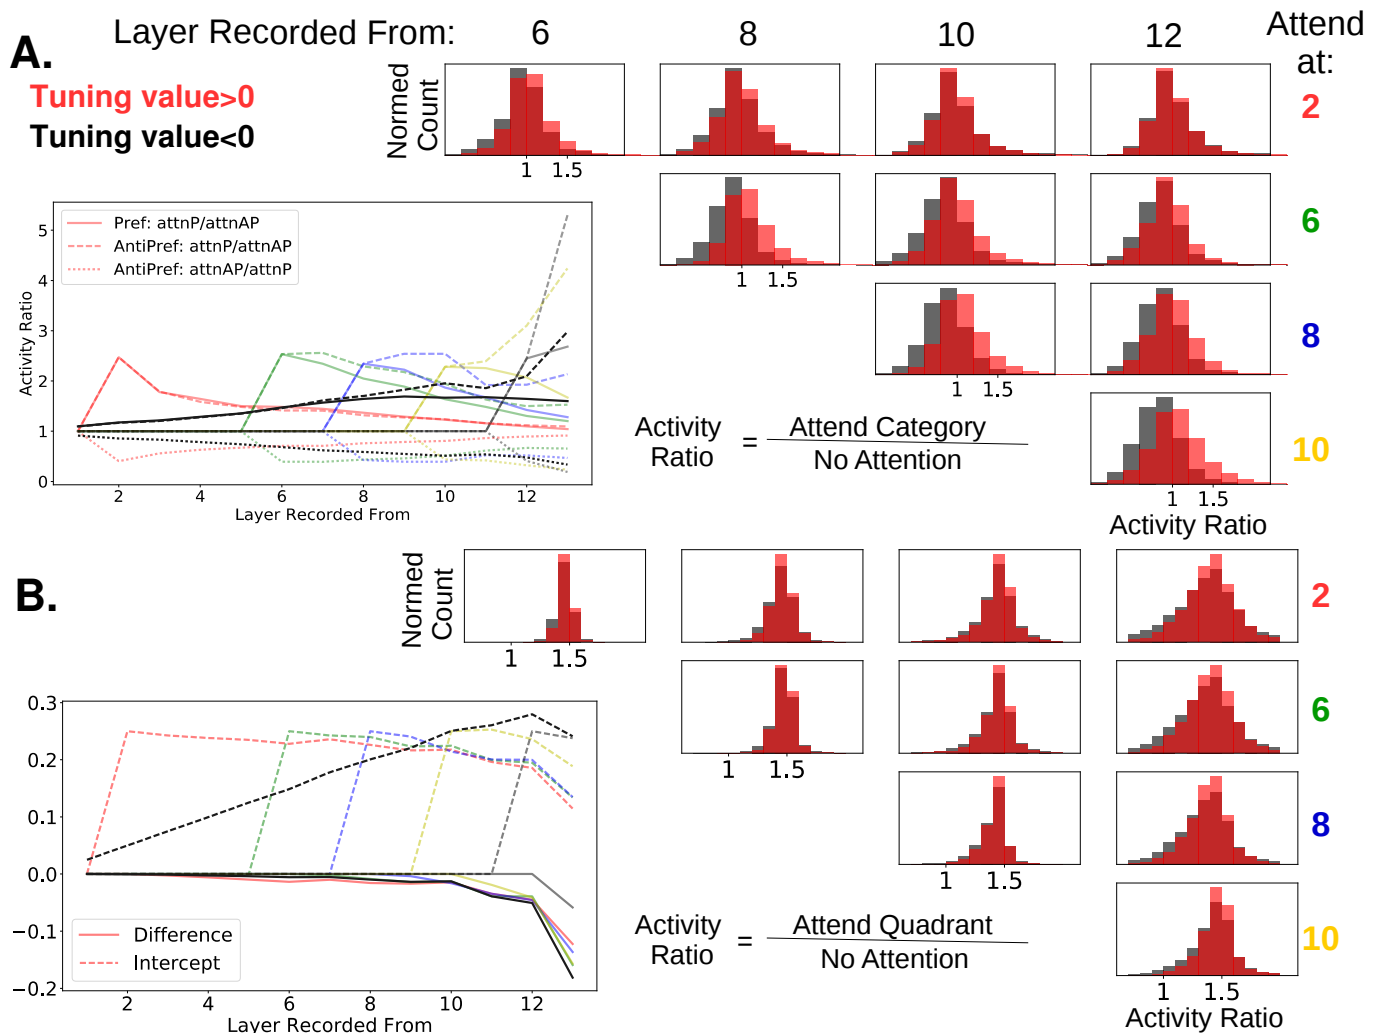 Layer Recorded From: 6 8 10 12 Attend at:
A.
Tuning value>0
Tuning value<0
Normed Count
1 1.5
2
Pref: attnP/attnAP
AntiPref: attnP/attnAP
AntiPref: attnAP/attnP
Activity Ratio
5
4
3
2
1
0
2 4 6 8 10 12
Layer Recorded From
1 1.5
6
1 1.5
8
Activity Ratio = Attend Category
No Attention
1 1.5
10
Activity Ratio
B.
Normed Count
1 1.5
2
1 1.5
6
1 1.5
8
0.3
0.2
0.1
0.0
−0.1
−0.2
Difference
Intercept
2 4 6 8 10 12
Layer Recorded From
Activity Ratio = Attend Quadrant
No Attention
1 1.5
10
Activity Ratio